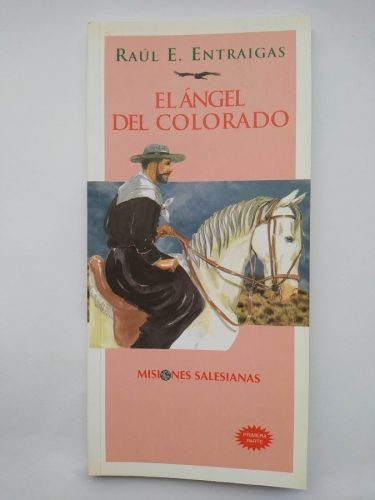 RAÚL E. ENTRAIGAS
EL ÁNGEL
DEL COLORADO
MISIONES SALESIANAS
PRIMERA
PARTE